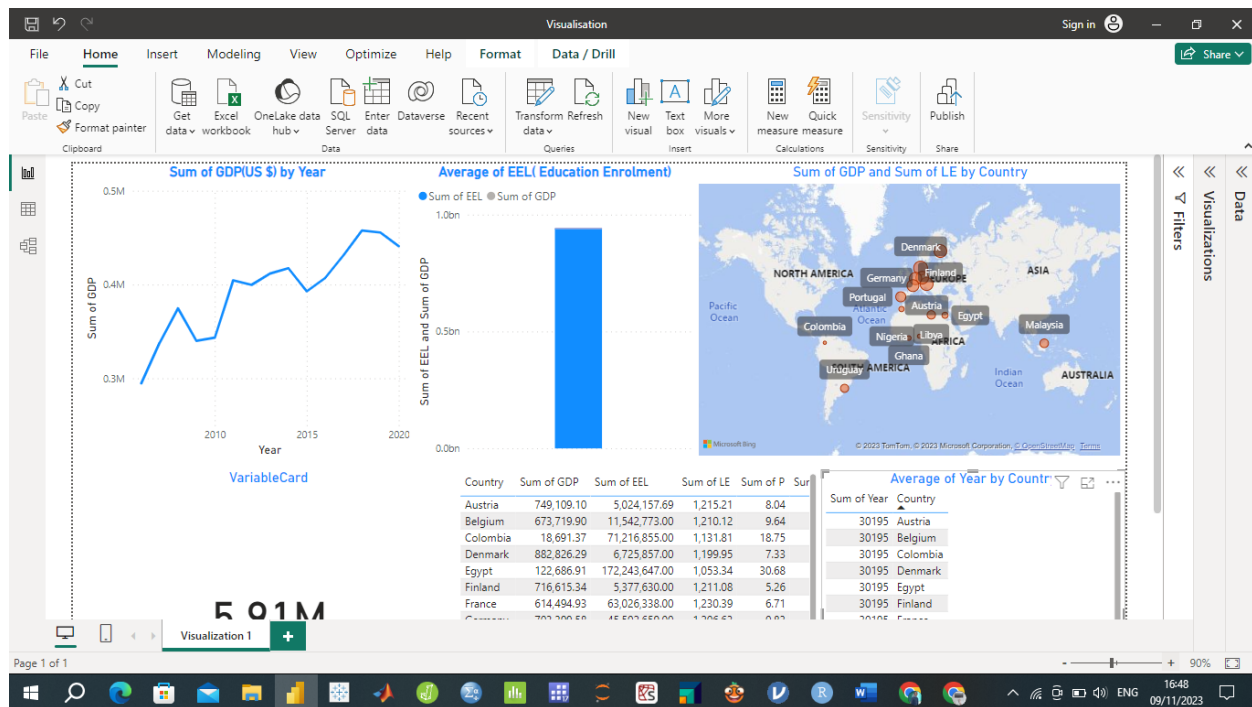 Visualisation
Sign in
File Home Insert Modeling View Optimize Help Format Data / Drill
Share
Paste
Cut
Copy
Format painter
Clipboard
Get data
Excel workbook
OneLake data hub
SQL Server
Enter data
Dataverse
Recent sources
Data
Transform data
Refresh
Queries
New visual
Text box
More visuals
Insert
New measure
Quick measure
Calculations
Sensitivity
Sensitivity
Publish
Share
Sum of GDP(US $) by Year
0.5M
0.4M
0.3M
Sum of GDP
2010 2015 2020
Year
Average of EEL( Education Enrolment)
Sum of EEL Sum of GDP
1.0bn
0.5bn
0.0bn
Sum of EEL and Sum of GDP
Sum of GDP and Sum of LE by Country
Denmark
NORTH AMERICA
Germany
Finland
EUROPE
ASIA
Portugal
Pacific Ocean
Atlantic Ocean
Austria
Egypt
Colombia
Malaysia
Nigeria
Libya
AFRICA
Ghana
Uruguay
SOUTH AMERICA
Indian Ocean
AUSTRALIA
Microsoft Bing
© 2023 TomTom, © 2023 Microsoft Corporation, © OpenStreetMap Terms
Filters
Visualizations
Data
VariableCard
5.91M
Country Sum of GDP Sum of EEL Sum of LE Sum of P Sur
Austria 749,109.10 5,024,157.69 1,215.21 8.04
Belgium 673,719.90 11,542,773.00 1,210.12 9.64
Colombia 18,691.37 71,216,855.00 1,131.81 18.75
Denmark 882,826.29 6,725,857.00 1,199.95 7.33
Egypt 122,686.91 172,243,647.00 1,053.34 30.68
Finland 716,615.34 5,377,630.00 1,211.08 5.26
France 614,494.93 63,026,338.00 1,230.39 6.71
Germany
Average of Year by Countr
Sum of Year Country
30195 Austria
30195 Belgium
30195 Colombia
30195 Denmark
30195 Egypt
30195 Finland
30195 France
Visualization 1
Page 1 of 1
- + 90%
ENG
16:48
09/11/2023